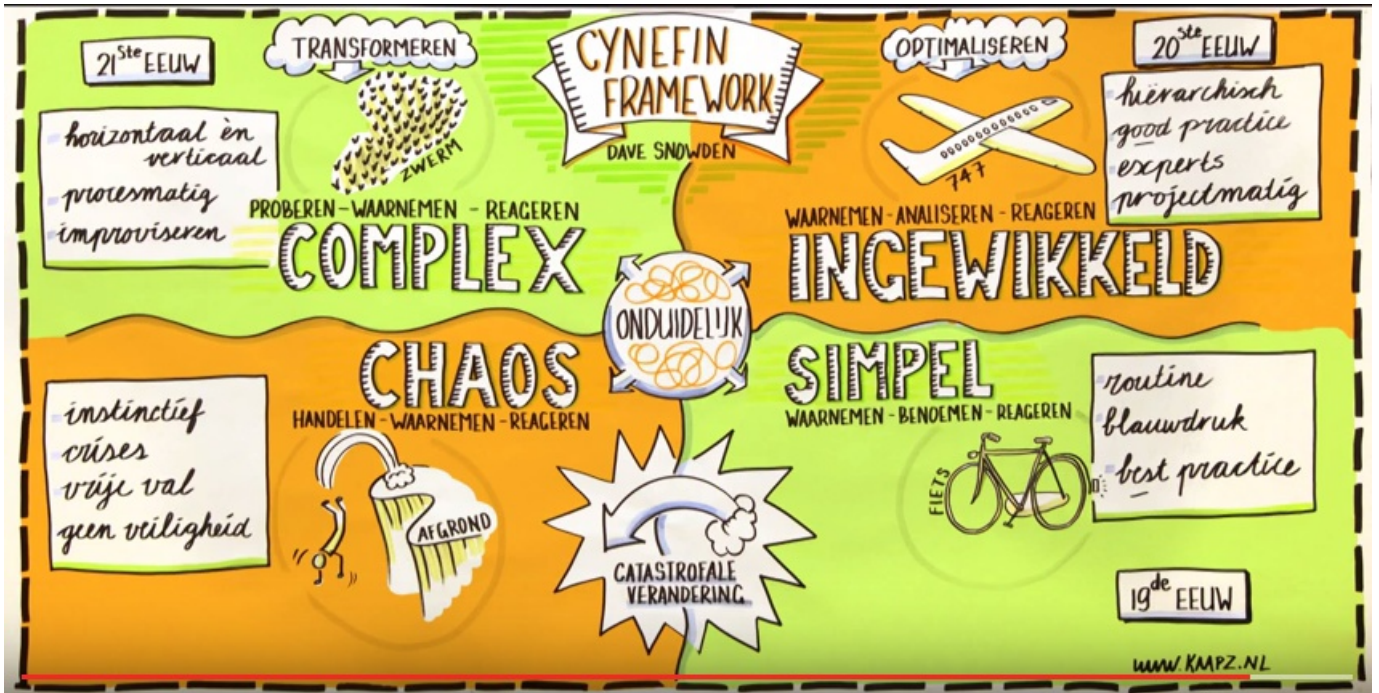 CYNEFIN
FRAMEWORK
DAVE SNOWDEN
21ste EEUW
TRANSFORMEREN
horizontaal èn
verticaal
procesmatig
improviseren
ZWERM
PROBEREN - WAARNEMEN - REAGEREN
COMPLEX
OPTIMALISEREN
20ste EEUW
hiërarchisch
good practice
experts
projectmatig
747
WAARNEMEN - ANALISEREN - REAGEREN
INGEWIKKELD
ONDUIDELIJK
CHAOS
HANDELEN - WAARNEMEN - REAGEREN
instinctief
crises
vrije val
geen veiligheid
AFGROND
CATASTROFALE
VERANDERING
SIMPEL
WAARNEMEN - BENOEMEN - REAGEREN
FIETS
routine
blauwdruk
best practice
19de EEUW
www.KAAPZ.NL